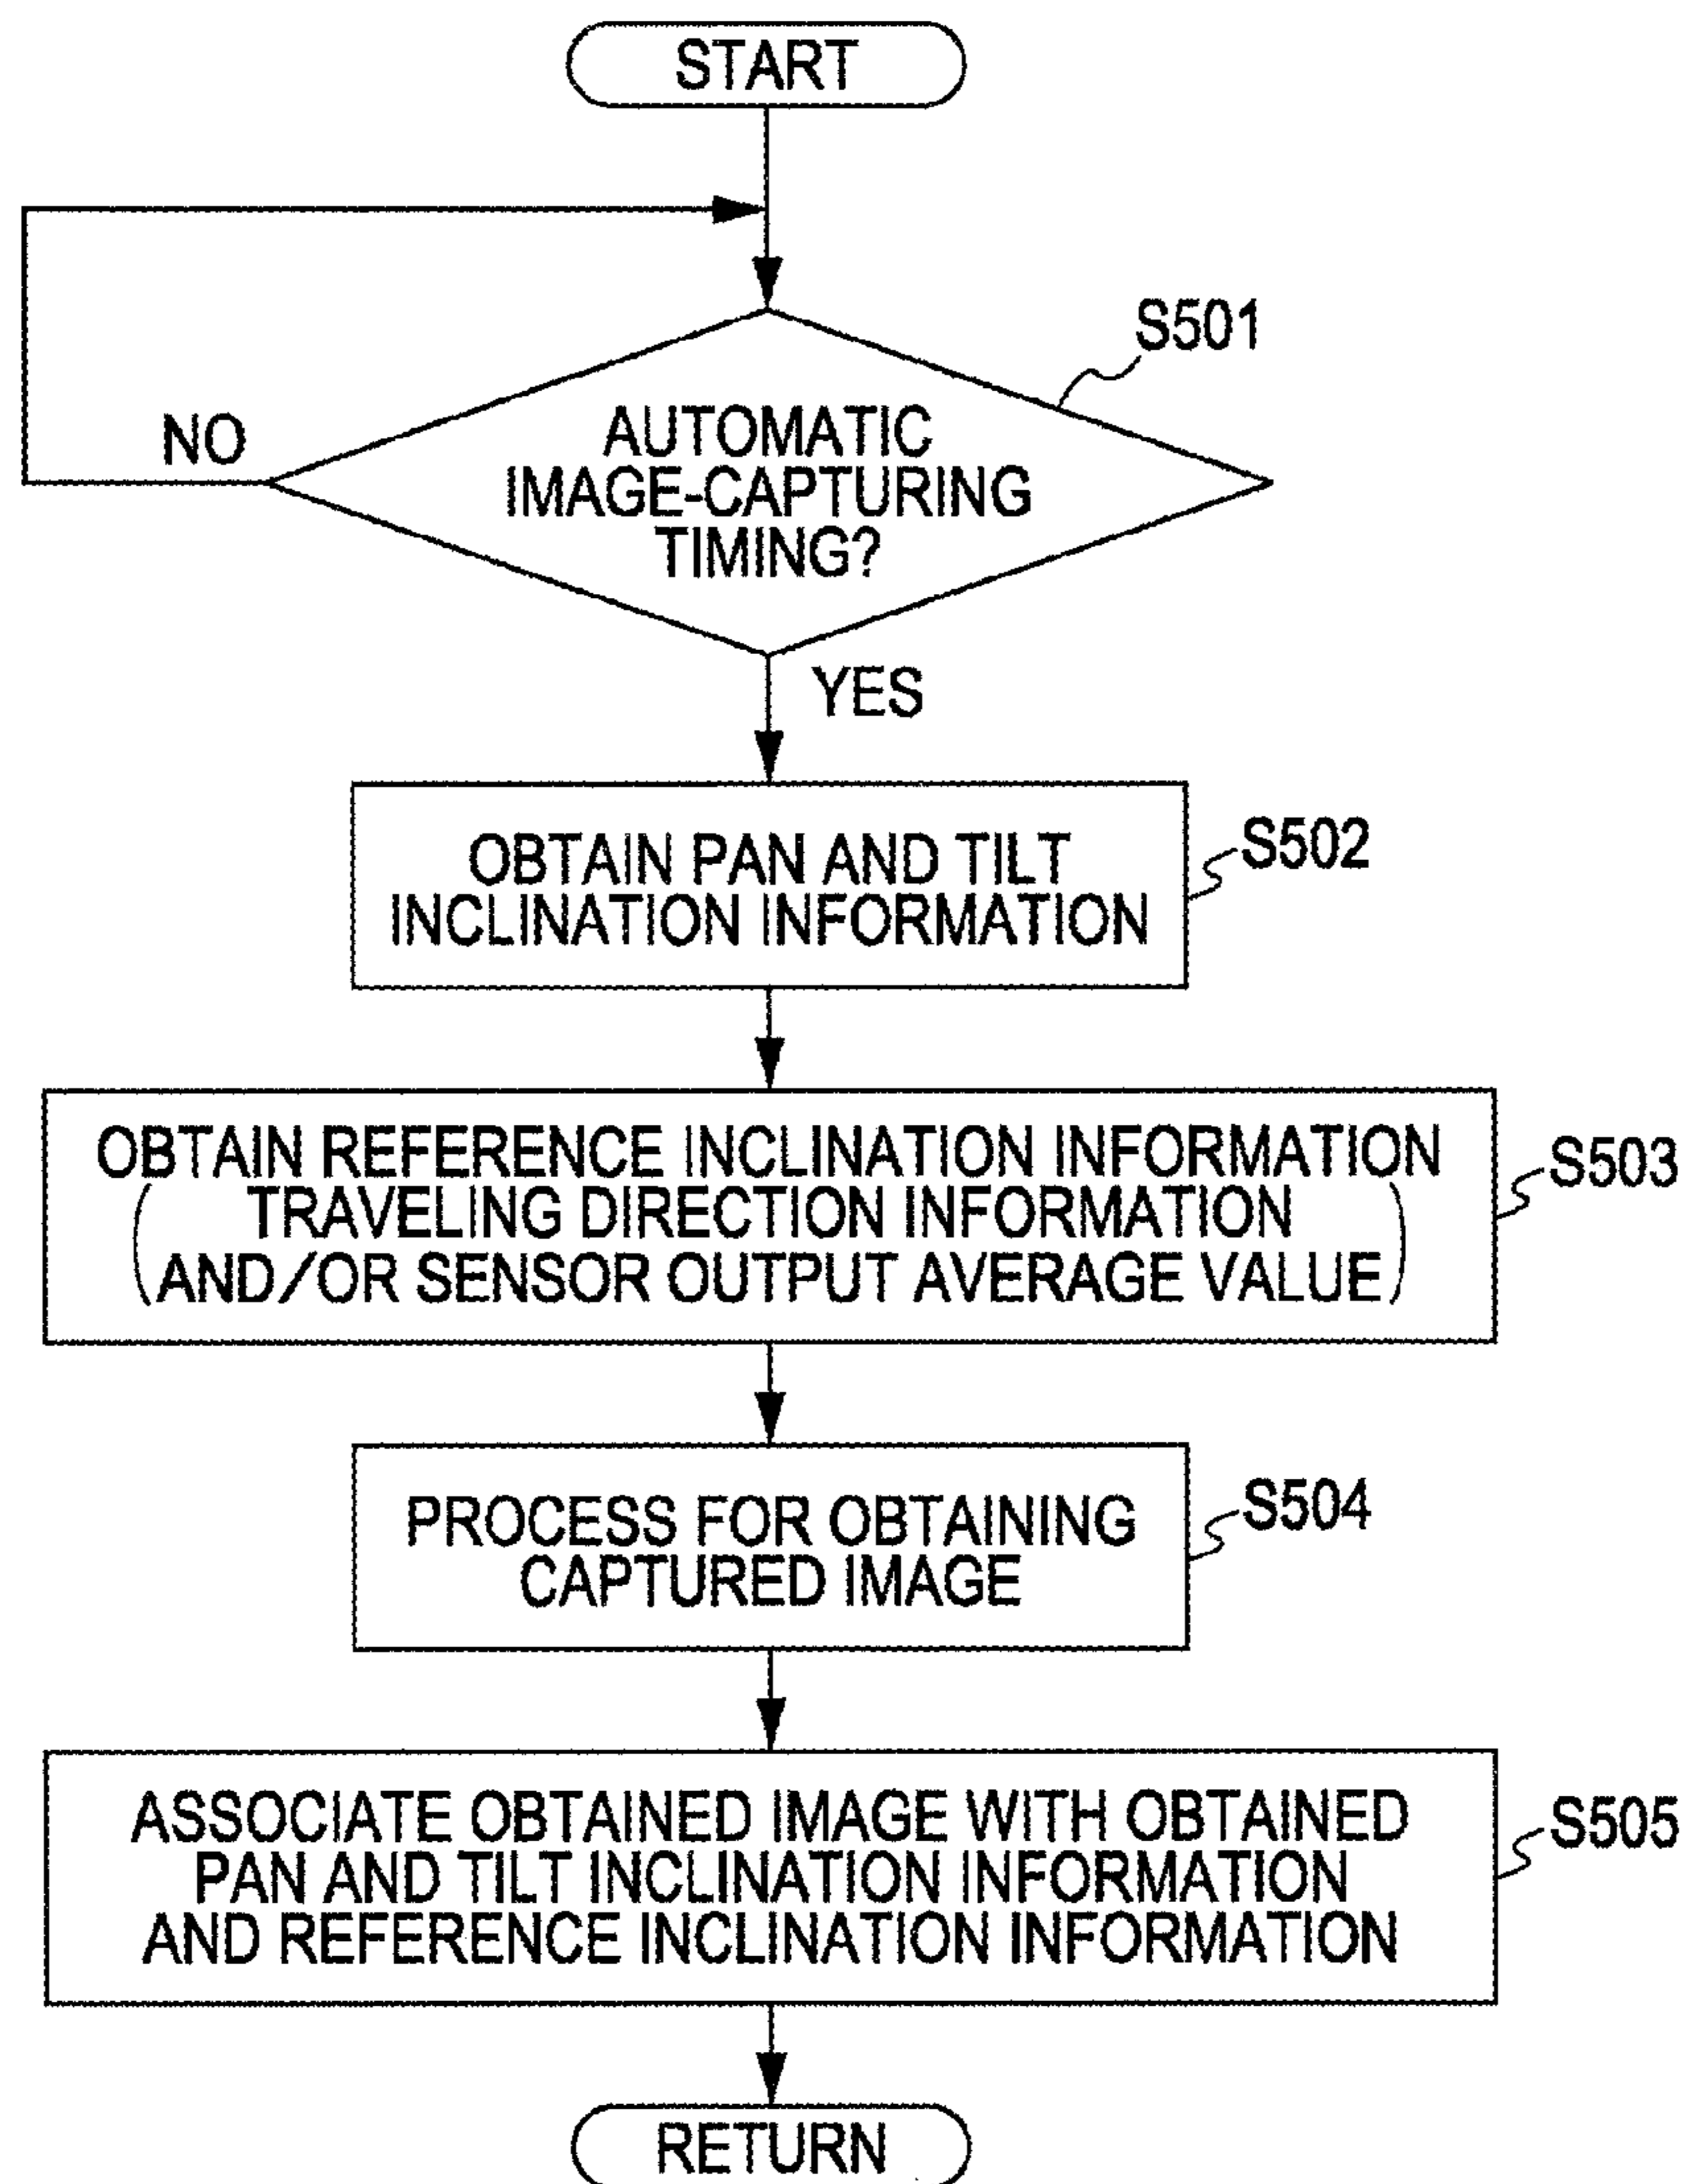 START
S501
AUTOMATIC
IMAGE-CAPTURING
TIMING?
NO
YES
OBTAIN PAN AND TILT
INCLINATION INFORMATION
S502
OBTAIN REFERENCE INCLINATION INFORMATION
(TRAVELING DIRECTION INFORMATION
AND/OR SENSOR OUTPUT AVERAGE VALUE)
S503
PROCESS FOR OBTAINING
CAPTURED IMAGE
S504
ASSOCIATE OBTAINED IMAGE WITH OBTAINED
PAN AND TILT INCLINATION INFORMATION
AND REFERENCE INCLINATION INFORMATION
S505
RETURN